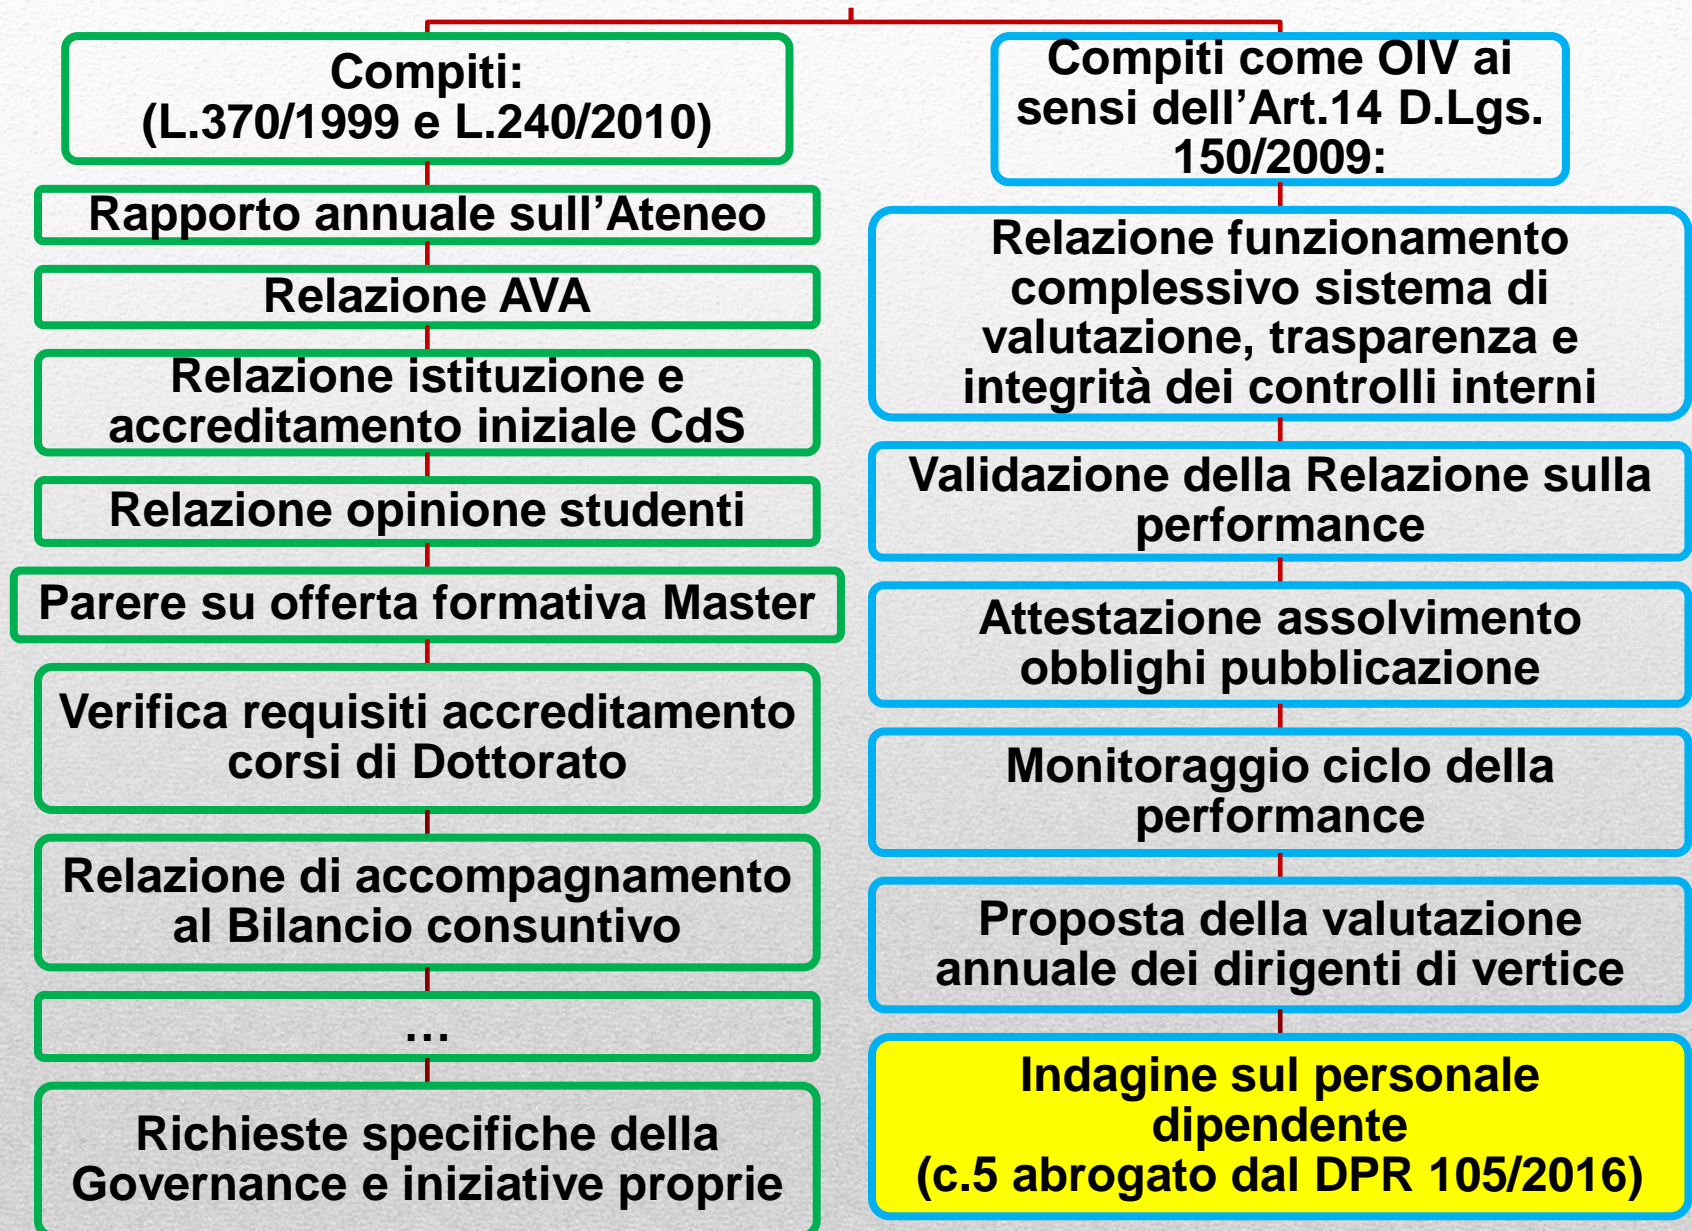 Compiti:
(L.370/1999 e L.240/2010)
Rapporto annuale sull’Ateneo
Relazione AVA
Relazione istituzione e
accreditamento iniziale CdS
Relazione opinione studenti
Parere su offerta formativa Master
Verifica requisiti accreditamento
corsi di Dottorato
Relazione di accompagnamento
al Bilancio consuntivo
…
Richieste specifiche della
Governance e iniziative proprie
Compiti come OIV ai
sensi dell’Art.14 D.Lgs.
150/2009:
Relazione funzionamento
complessivo sistema di
valutazione, trasparenza e
integrità dei controlli interni
Validazione della Relazione sulla
performance
Attestazione assolvimento
obblighi pubblicazione
Monitoraggio ciclo della
performance
Proposta della valutazione
annuale dei dirigenti di vertice
Indagine sul personale
dipendente
(c.5 abrogato dal DPR 105/2016)